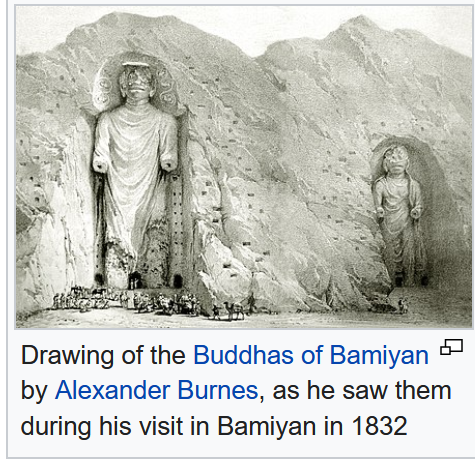 Drawing of the Buddhas of Bamiyan
by Alexander Burnes, as he saw them
during his visit in Bamiyan in 1832